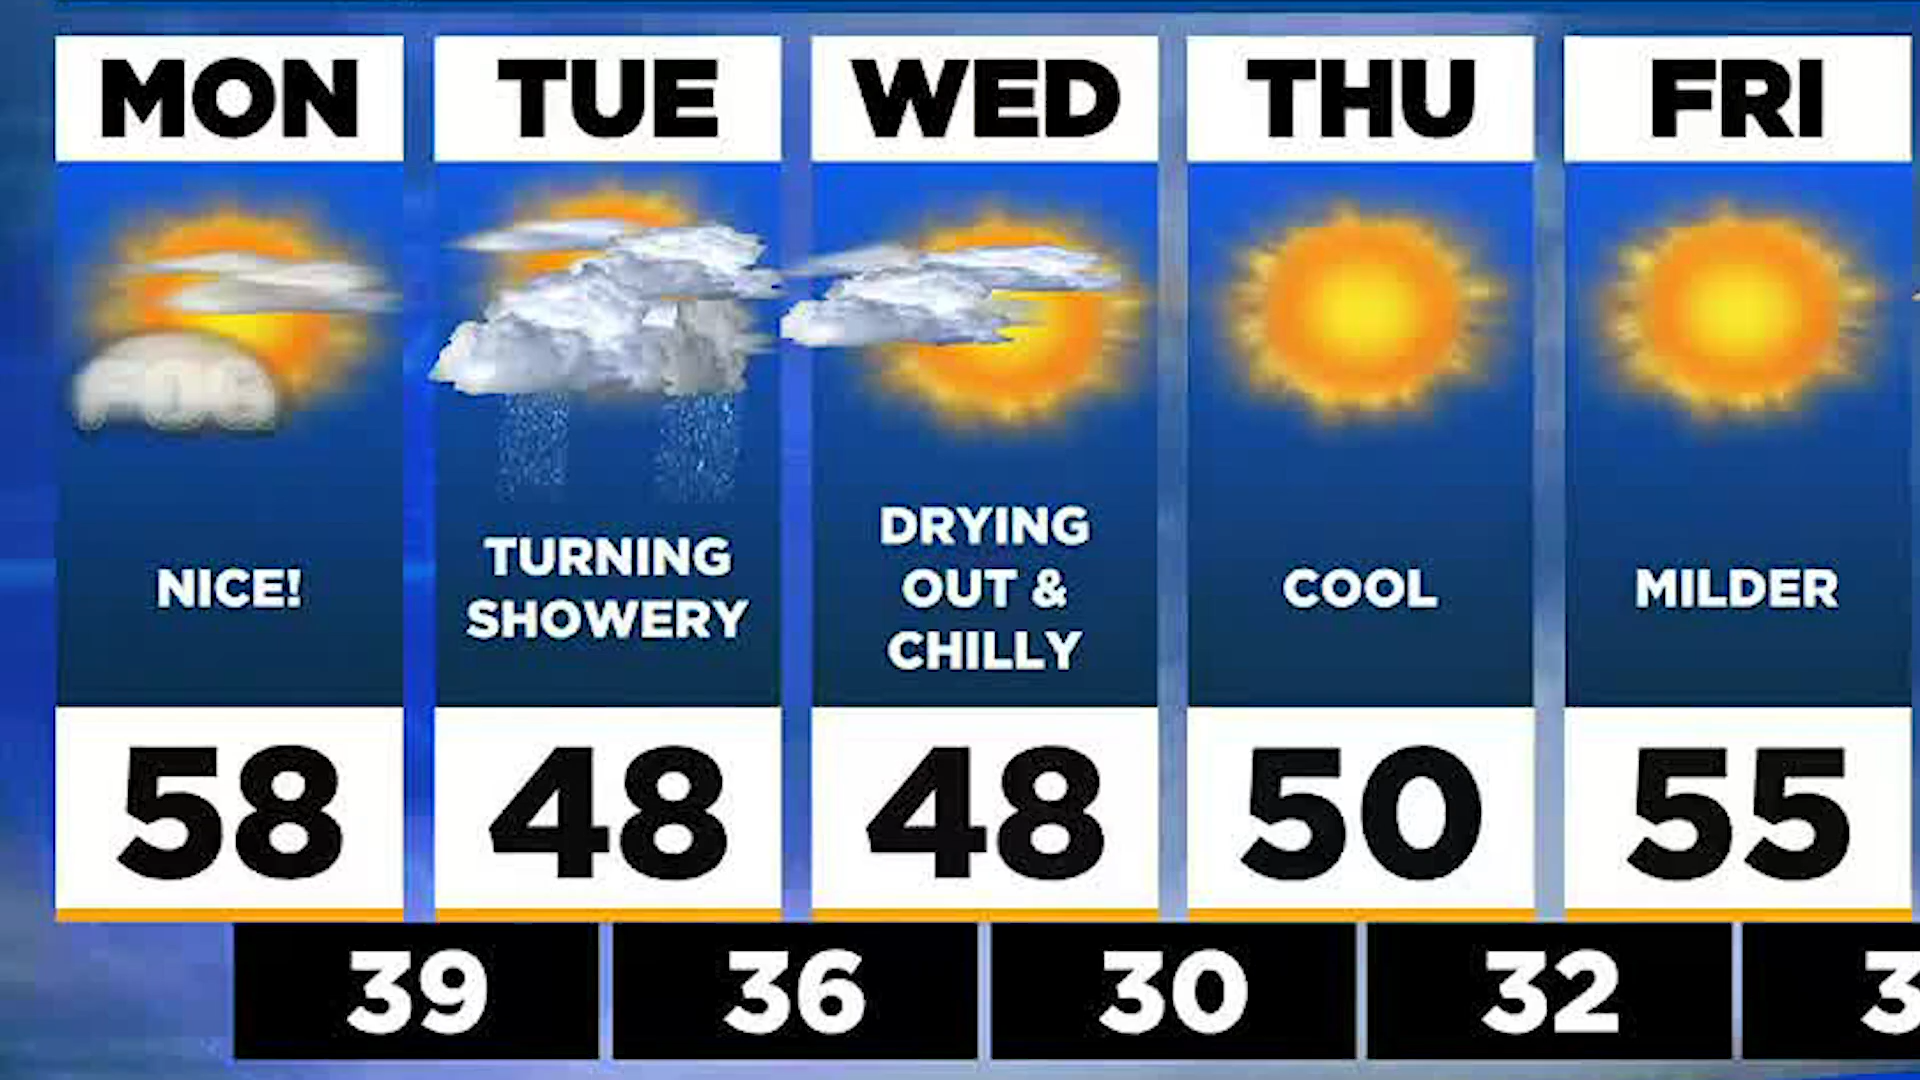 MON TUE WED THU FRI
FOG
NICE!
TURNING
SHOWERY
DRYING
OUT &
CHILLY
COOL
MILDER
58 48 48 50 55
39 36 30 32